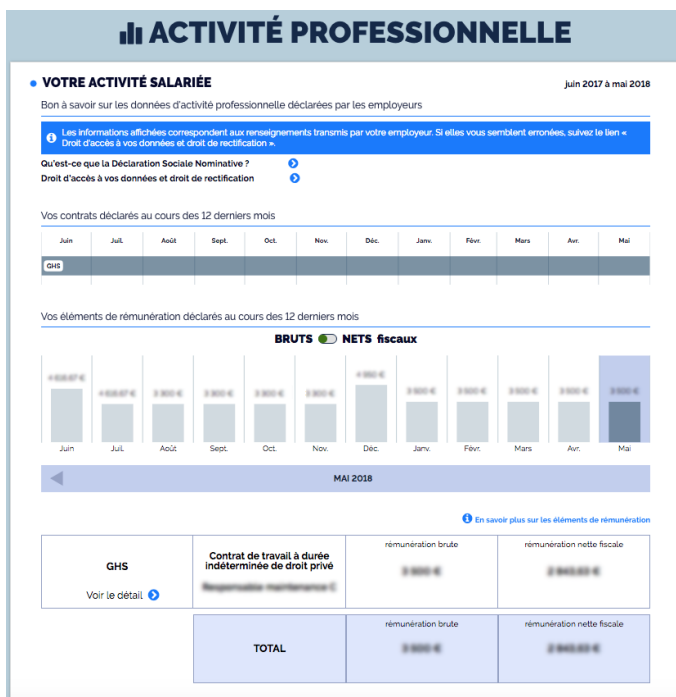 ACTIVITÉ PROFESSIONNELLE
VOTRE ACTIVITÉ SALARIÉE
juin 2017 à mai 2018
Bon à savoir sur les données d'activité professionnelle déclarées par les employeurs
Les informations affichées correspondent aux renseignements transmis par votre employeur. Si elles vous semblent erronées, suivez le lien «
Droit d'accès à vos données et droit de rectification ».
Qu'est-ce que la Déclaration Sociale Nominative ?
Droit d'accès à vos données et droit de rectification
Vos contrats déclarés au cours des 12 derniers mois
Juin Juil. Août Sept. Oct. Nov. Déc. Janv. Févr. Mars Avr. Mai
GHS
Vos éléments de rémunération déclarés au cours des 12 derniers mois
BRUTS NETS fiscaux
Juin Juil. Août Sept. Oct. Nov. Déc. Janv. Févr. Mars Avr. Mai
MAI 2018
En savoir plus sur les éléments de rémunération
GHS
Voir le détail
Contrat de travail à durée
indéterminée de droit privé
rémunération brute
rémunération nette fiscale
TOTAL
rémunération brute
rémunération nette fiscale